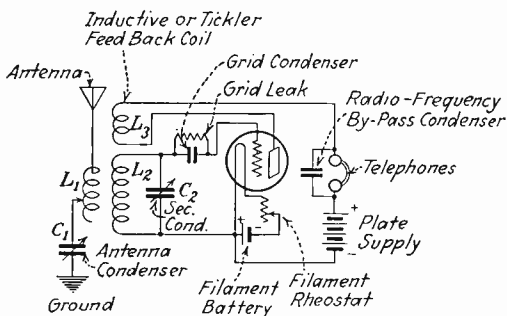 Inductive or Tickler
Feed Back Coil
Antenna
Grid Condenser
Grid Leak
Radio-Frequency
By-Pass Condenser
L3
L1
L2
C2
Sec.
Cond.
Telephones
C1
Antenna
Condenser
+
Plate
Supply
-
+
-
Ground
Filament
Battery
Filament
Rheostat